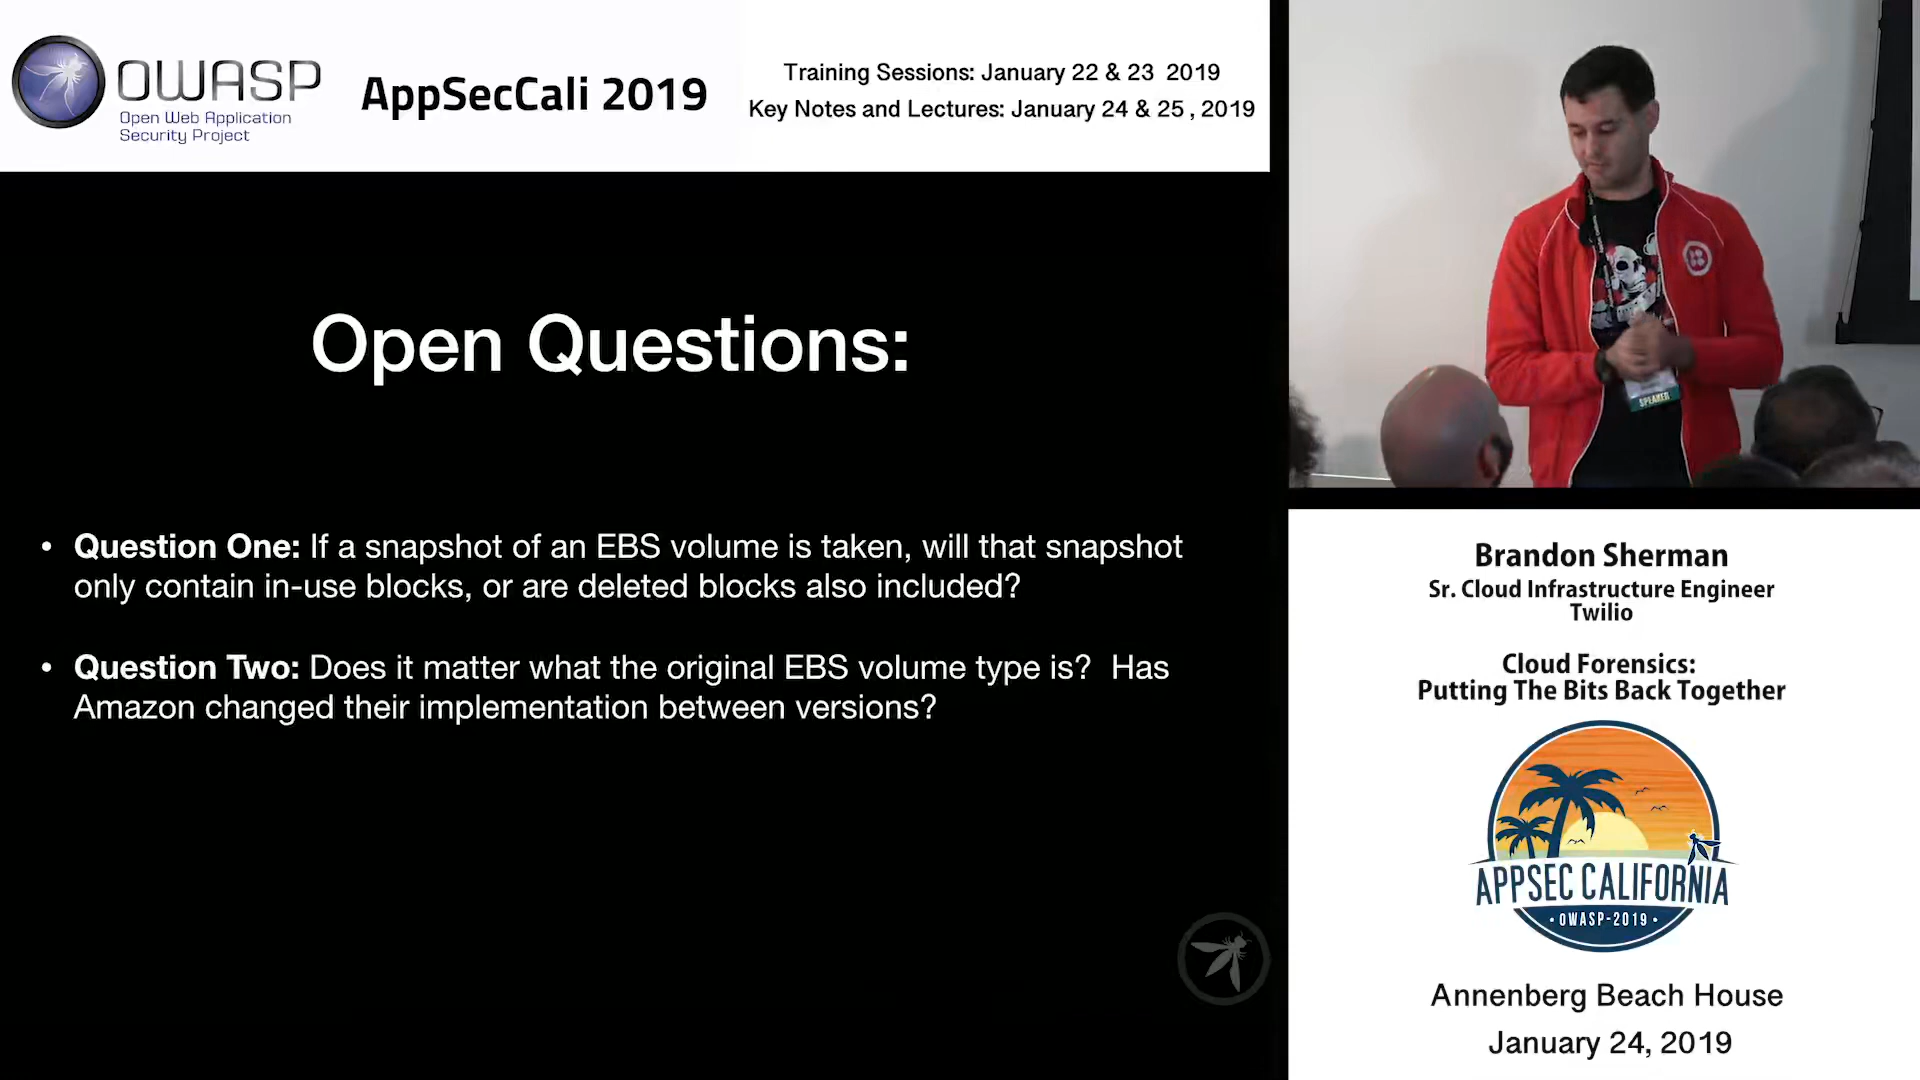 OWASP
Open Web Application
Security Project
AppSecCali 2019
Training Sessions: January 22 & 23 2019
Key Notes and Lectures: January 24 & 25 , 2019
Open Questions:
• Question One: If a snapshot of an EBS volume is taken, will that snapshot
only contain in-use blocks, or are deleted blocks also included?
• Question Two: Does it matter what the original EBS volume type is? Has
Amazon changed their implementation between versions?
SPEAKER
Brandon Sherman
Sr. Cloud Infrastructure Engineer
Twilio
Cloud Forensics:
Putting The Bits Back Together
APPSEC CALIFORNIA
• OWASP-2019 •
Annenberg Beach House
January 24, 2019